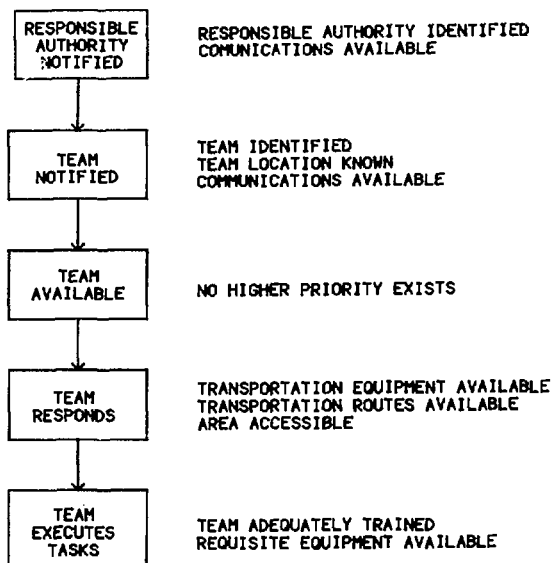 RESPONSIBLE
AUTHORITY
NOTIFIED
RESPONSIBLE AUTHORITY IDENTIFIED
COMUNICATIONS AVAILABLE
TEAM
NOTIFIED
TEAM IDENTIFIED
TEAM LOCATION KNOWN
COMMUNICATIONS AVAILABLE
TEAM
AVAILABLE
NO HIGHER PRIORITY EXISTS
TEAM
RESPONDS
TRANSPORTATION EQUIPMENT AVAILABLE
TRANSPORTATION ROUTES AVAILABLE
AREA ACCESSIBLE
TEAM
EXECUTES
TASKS
TEAM ADEQUATELY TRAINED
REQUISITE EQUIPMENT AVAILABLE